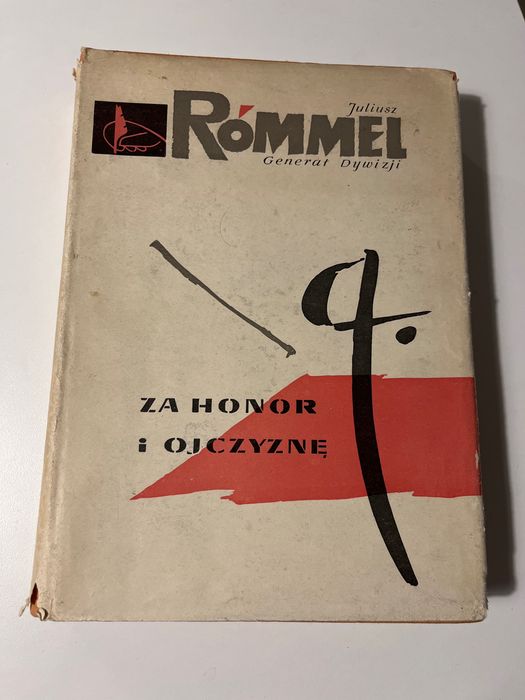 Juliusz
RÓMMEL
Generał Dywizji
ZA HONOR
i OJCZYZNĘ